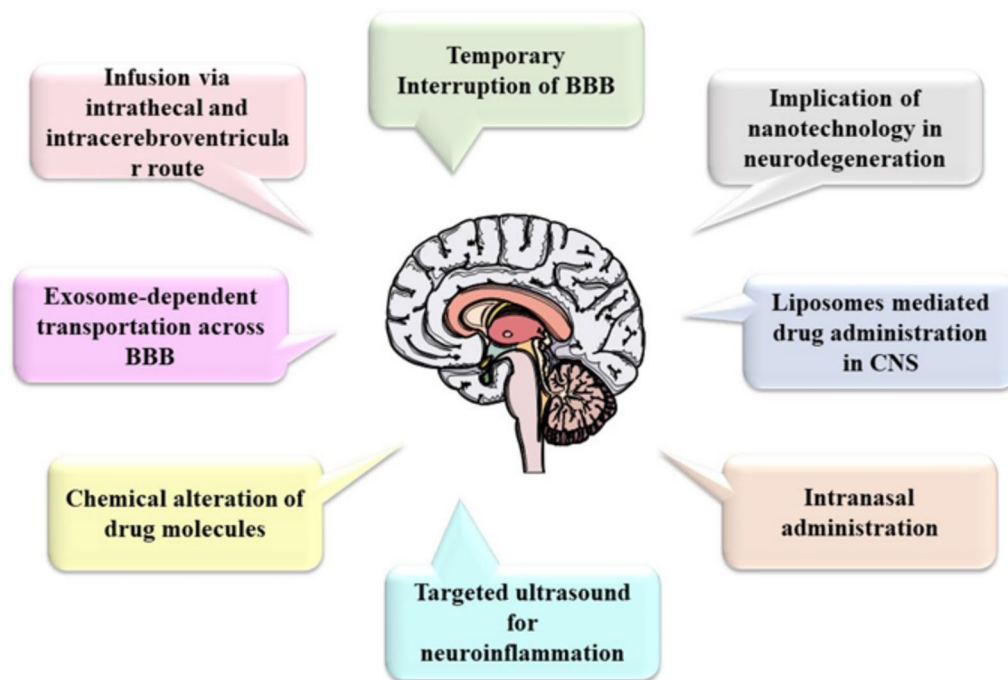 Temporary
Interruption of BBB
Infusion via
intrathecal and
intracerebroventricula
r route
Implication of
nanotechnology in
neurodegeneration
Exosome-dependent
transportation across
BBB
Liposomes mediated
drug administration
in CNS
Chemical alteration of
drug molecules
Intranasal
administration
Targeted ultrasound
for
neuroinflammation